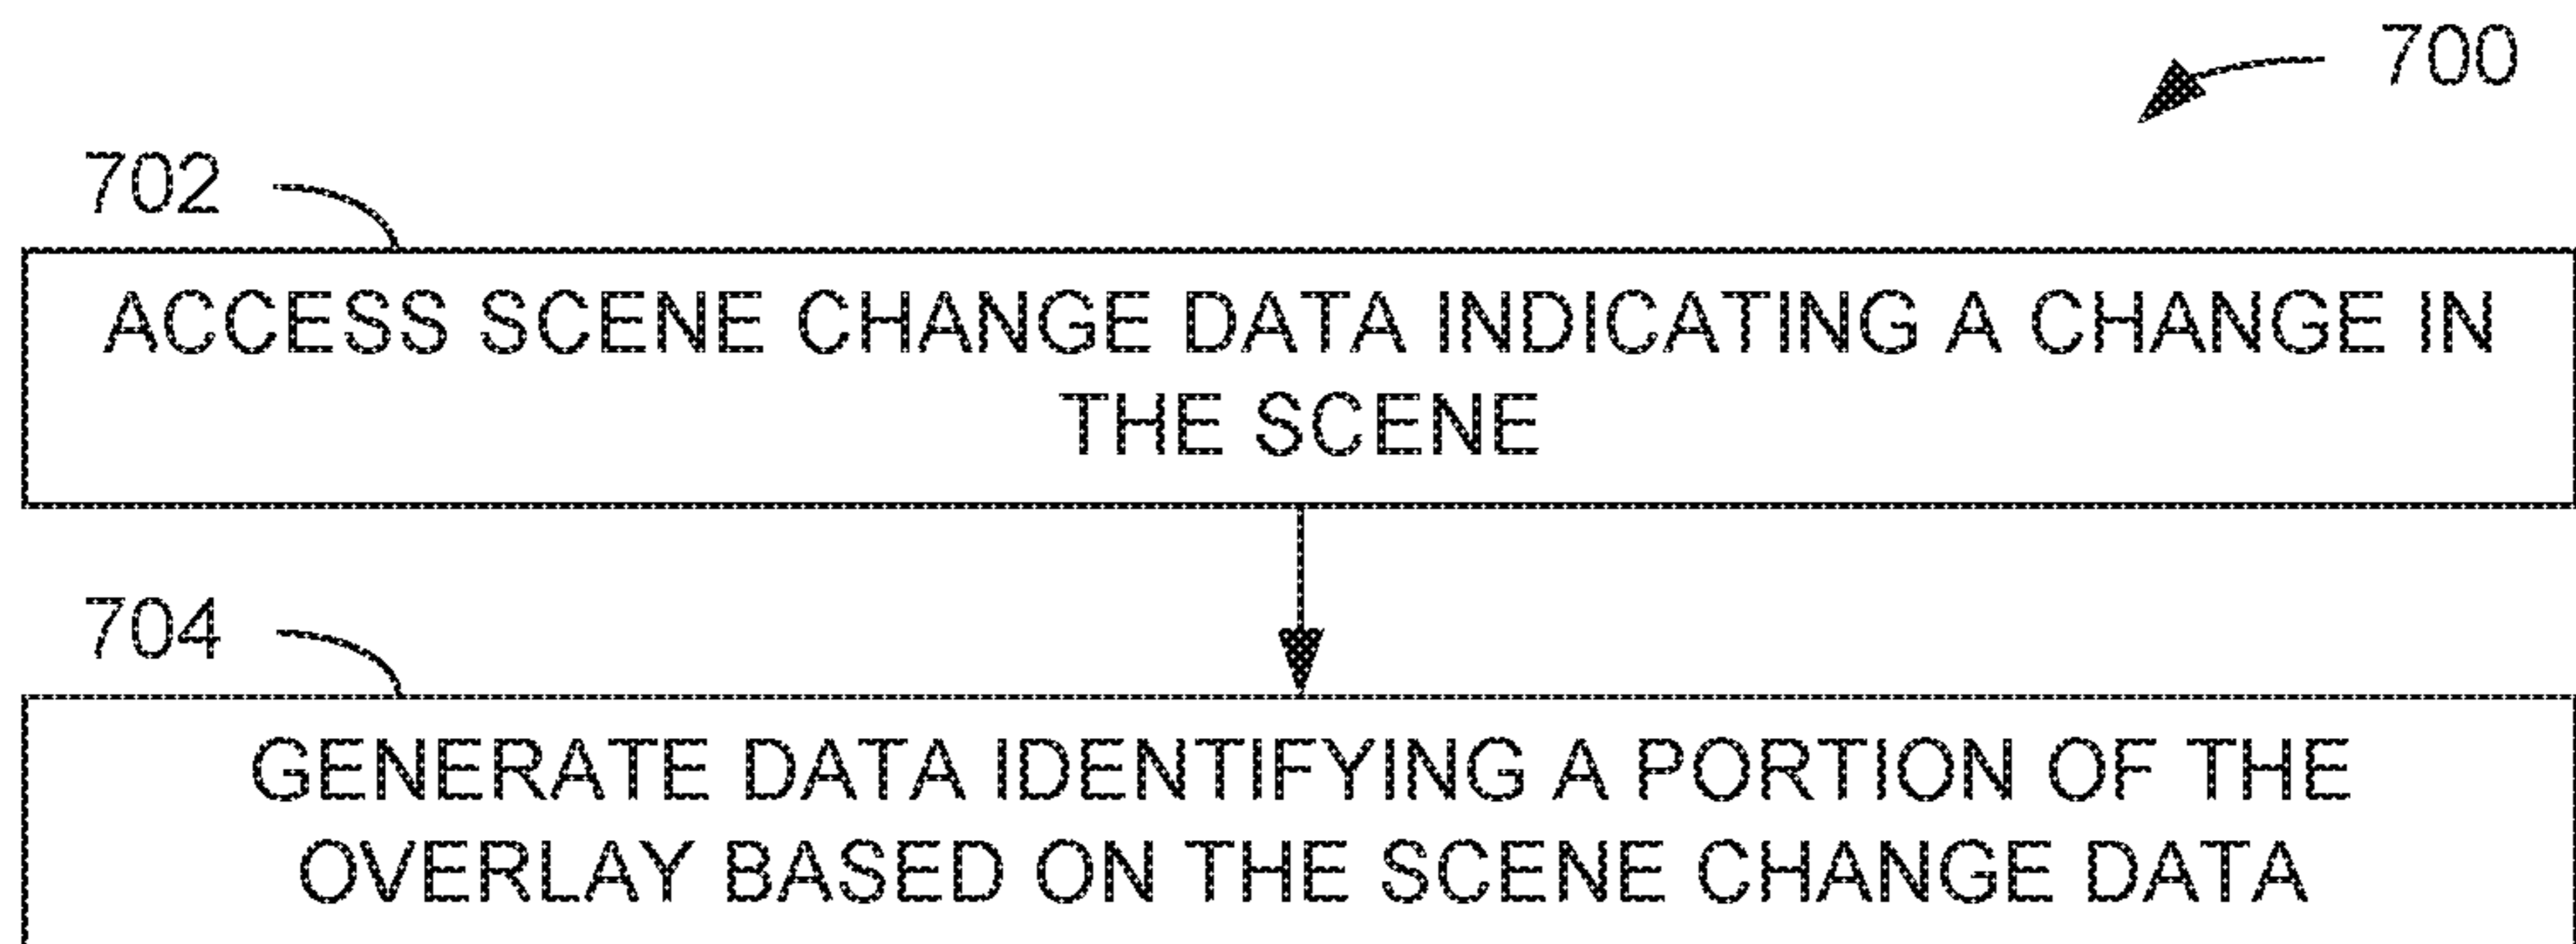 700
702
ACCESS SCENE CHANGE DATA INDICATING A CHANGE IN
THE SCENE
704
GENERATE DATA IDENTIFYING A PORTION OF THE
OVERLAY BASED ON THE SCENE CHANGE DATA